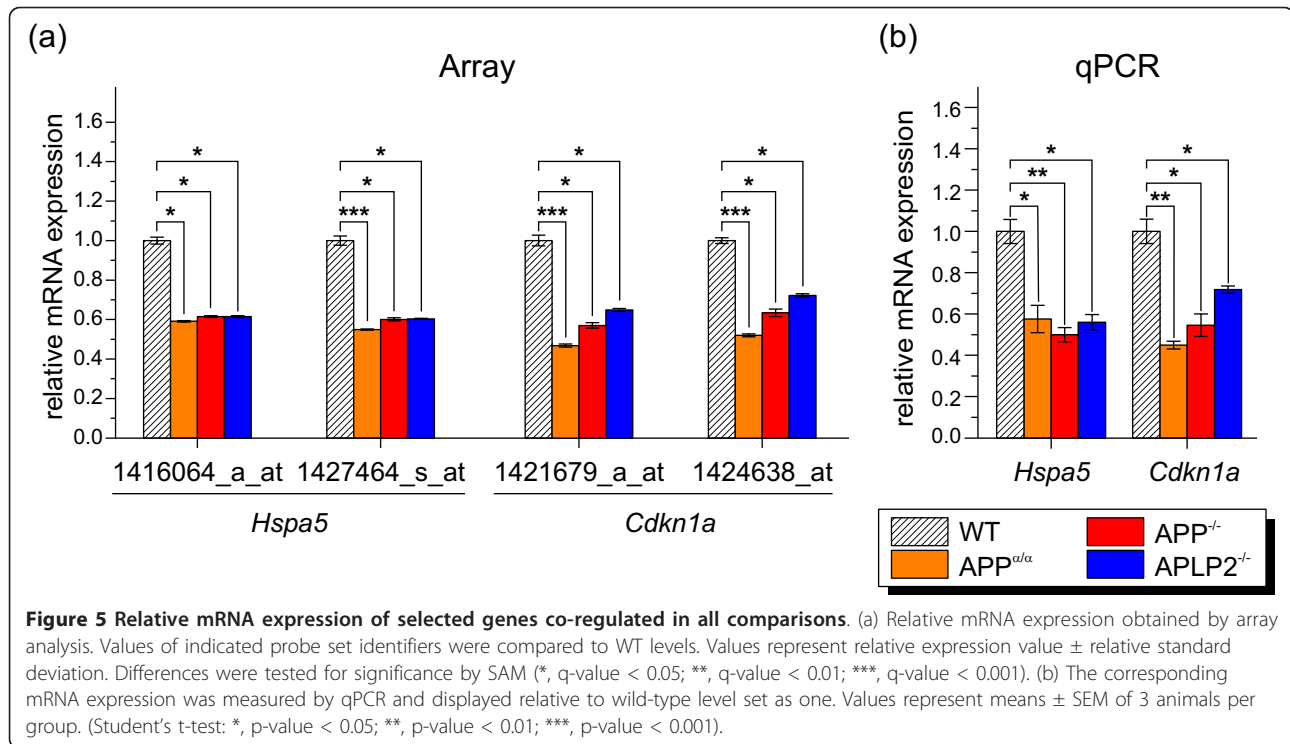 (a)
Array
relative mRNA expression
1.6
1.4
1.2
1.0
0.8
0.6
0.4
0.2
0.0
*
*
*
*
*
***
*
*
***
*
*
***
1416064_a_at 1427464_s_at 1421679_a_at 1424638_at
Hspa5 Cdkn1a
(b)
qPCR
relative mRNA expression
1.6
1.4
1.2
1.0
0.8
0.6
0.4
0.2
0.0
*
**
*
*
*
**
Hspa5 Cdkn1a
WT APP-/-
APPα/α APLP2-/-
Figure 5 Relative mRNA expression of selected genes co-regulated in all comparisons. (a) Relative mRNA expression obtained by array
analysis. Values of indicated probe set identifiers were compared to WT levels. Values represent relative expression value ± relative standard
deviation. Differences were tested for significance by SAM (*, q-value < 0.05; **, q-value < 0.01; ***, q-value < 0.001). (b) The corresponding
mRNA expression was measured by qPCR and displayed relative to wild-type level set as one. Values represent means ± SEM of 3 animals per
group. (Student's t-test: *, p-value < 0.05; **, p-value < 0.01; ***, p-value < 0.001).